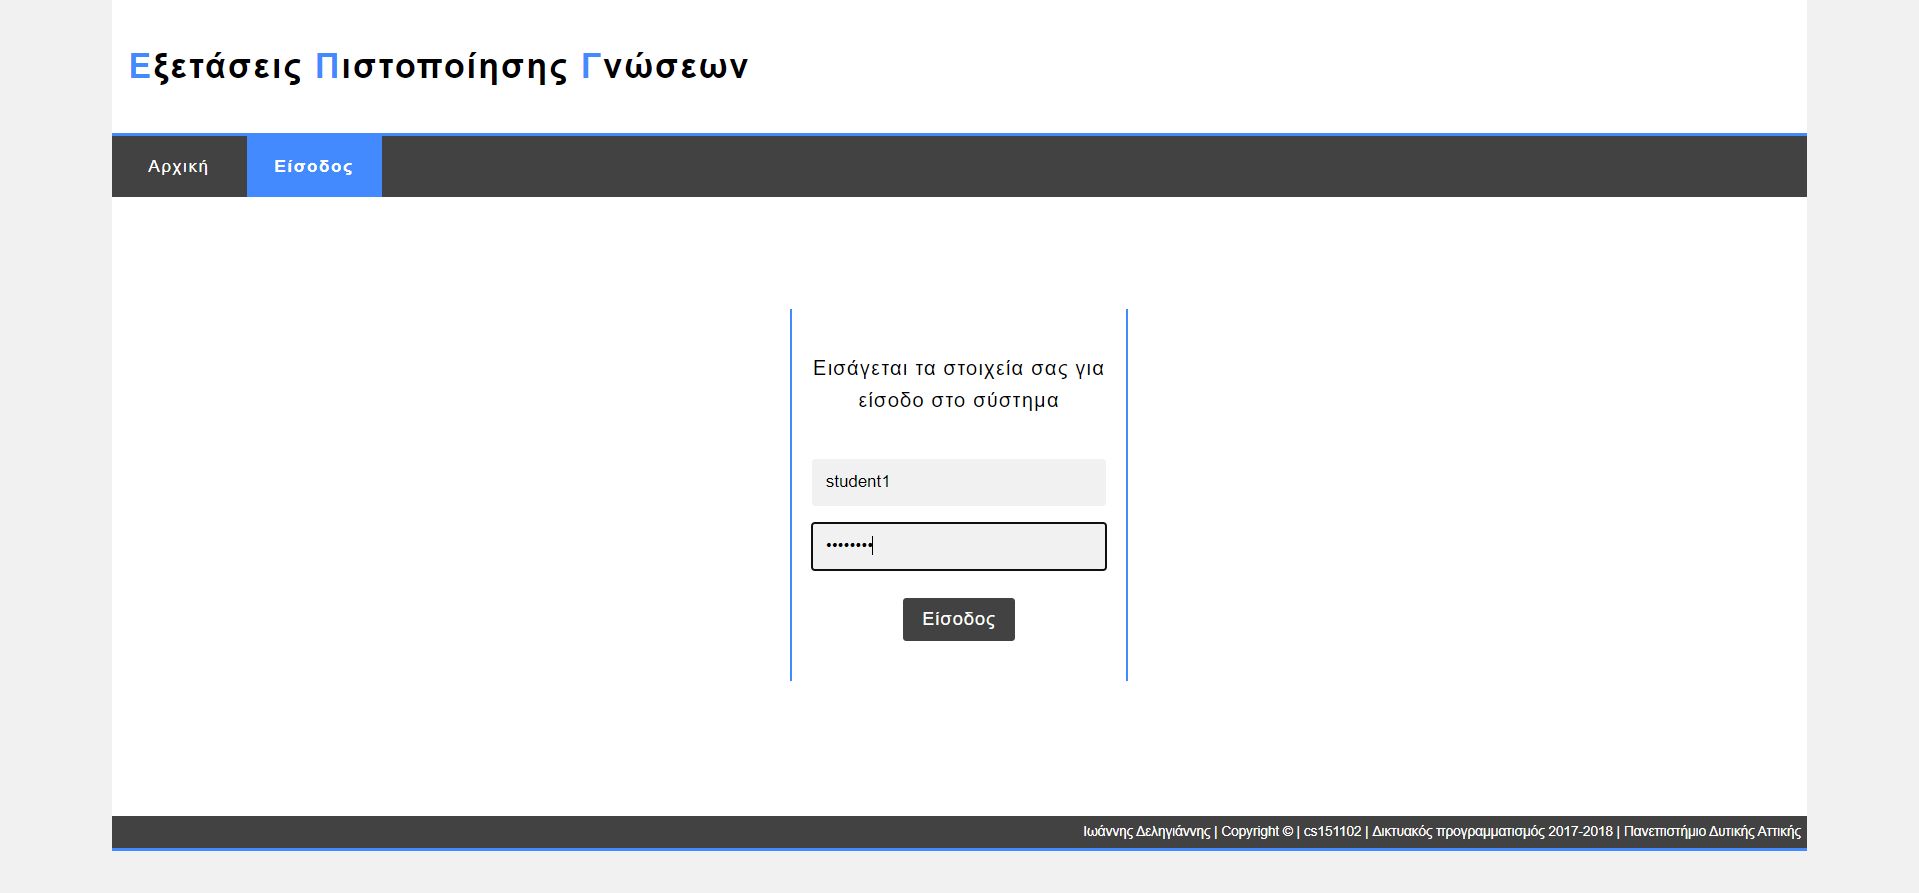 Εξετάσεις Πιστοποίησης Γνώσεων
Αρχική Είσοδος
Εισάγεται τα στοιχεία σας για
είσοδο στο σύστημα
student1
••••••••
Είσοδος
Ιωάννης Δεληγιάννης | Copyright © | cs151102 | Δικτυακός προγραμματισμός 2017-2018 | Πανεπιστήμιο Δυτικής Αττικής